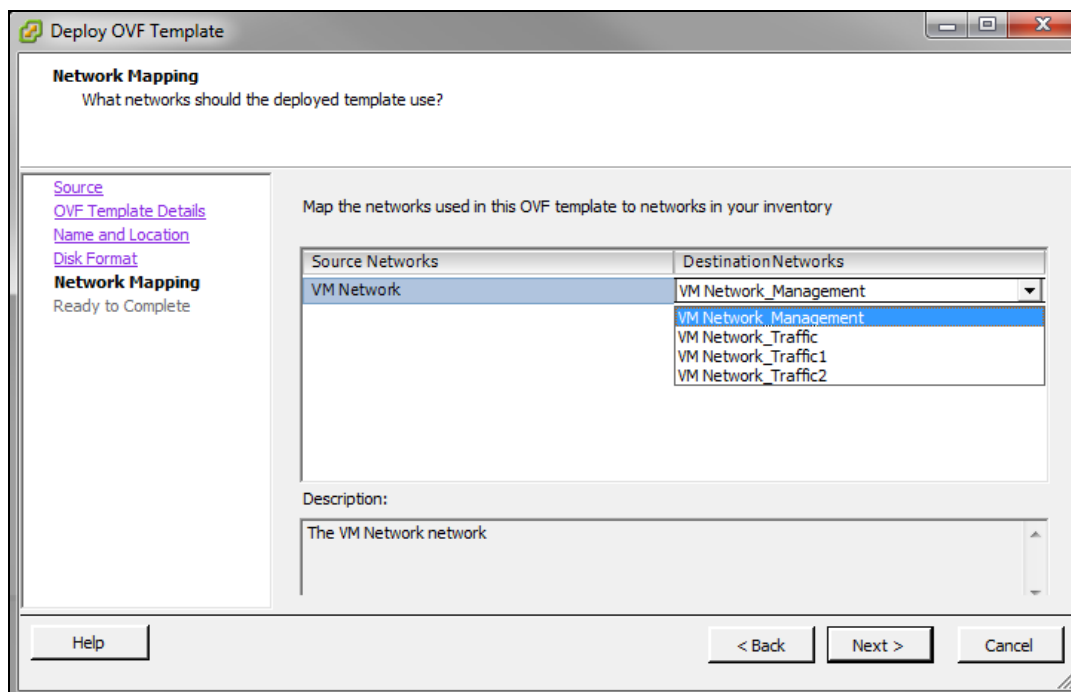 Deploy OVF Template
Network Mapping
What networks should the deployed template use?
Source
OVF Template Details
Name and Location
Disk Format
Network Mapping
Ready to Complete
Map the networks used in this OVF template to networks in your inventory
Source Networks DestinationNetworks
VM Network VM Network_Management
VM Network_Management
VM Network_Traffic
VM Network_Traffic1
VM Network_Traffic2
Description:
The VM Network network
Help < Back Next > Cancel